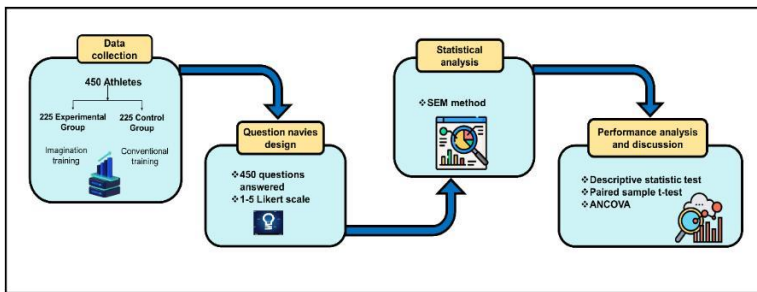 Data
collection
450 Athletes
225 Experimental
Group
225 Control
Group
Imagination
training
Conventional
training
Question navies
design
❖450 questions
answered
❖1-5 Likert scale
Statistical
analysis
❖SEM method
Performance analysis
and discussion
❖Descriptive statistic test
❖Paired sample t-test
❖ANCOVA